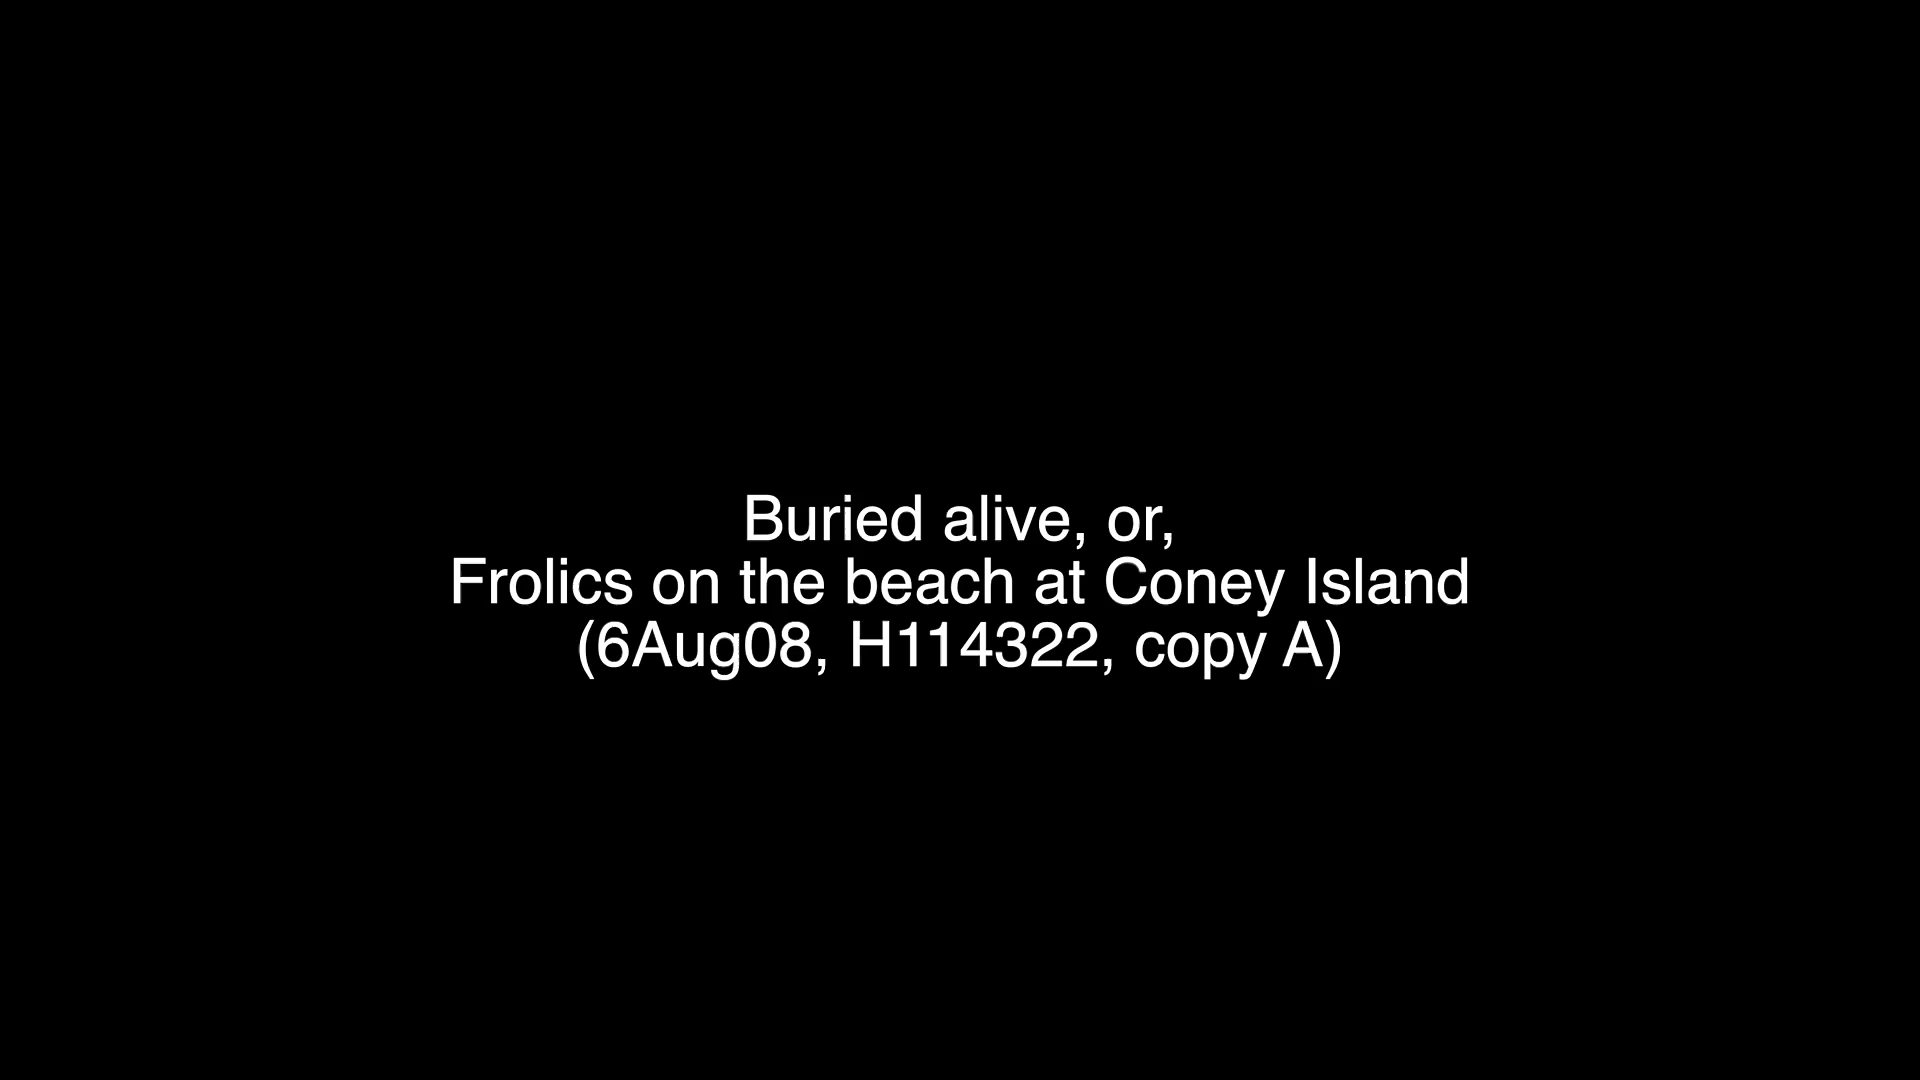 Buried alive, or,
Frolics on the beach at Coney Island
(6Aug08, H114322, copy A)